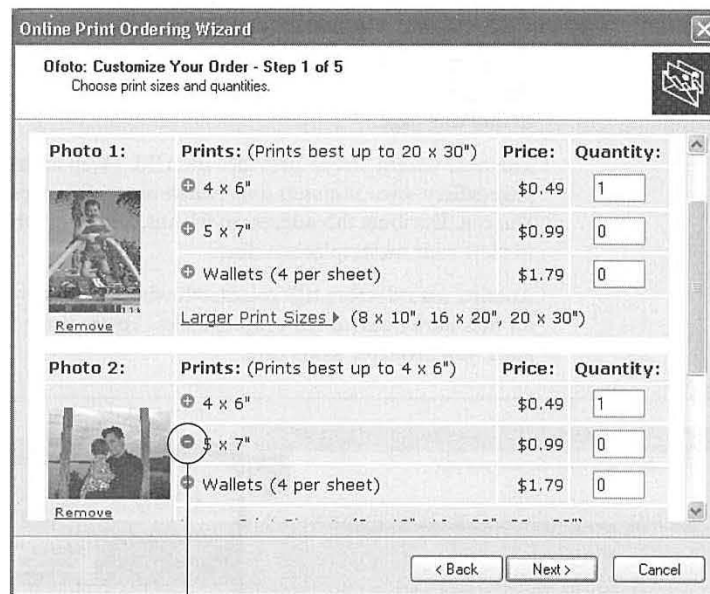 Online Print Ordering Wizard
Ofoto: Customize Your Order - Step 1 of 5
Choose print sizes and quantities.
Photo 1: Prints: (Prints best up to 20 x 30") Price: Quantity:
4 x 6" $0.49 1
5 x 7" $0.99 0
Wallets (4 per sheet) $1.79 0
Remove
Larger Print Sizes (8 x 10", 16 x 20", 20 x 30")
Photo 2: Prints: (Prints best up to 4 x 6") Price: Quantity:
4 x 6" $0.49 1
5 x 7" $0.99 0
Wallets (4 per sheet) $1.79 0
Remove
< Back Next > Cancel